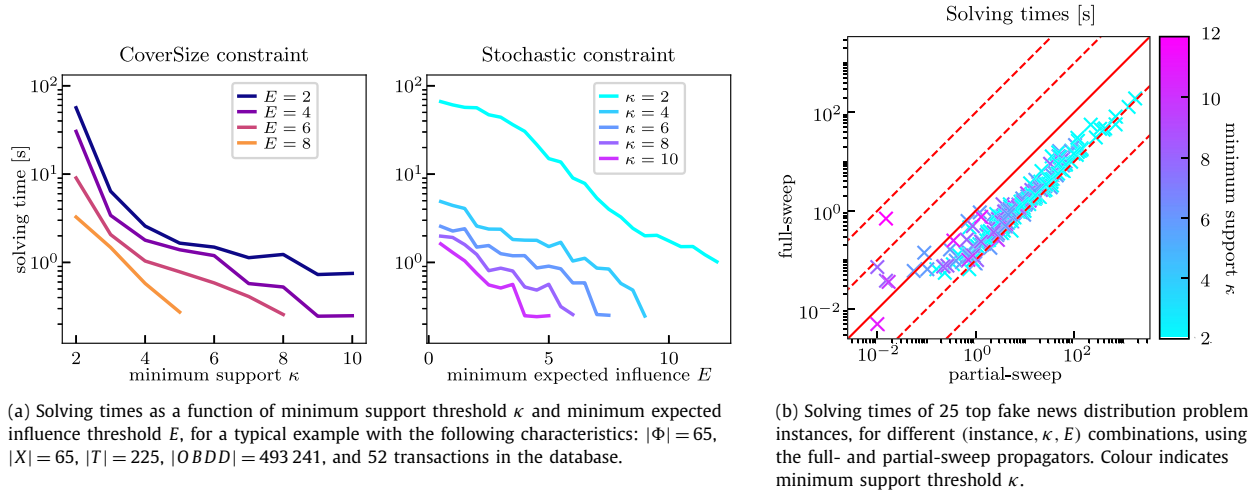 CoverSize constraint
solving time [s]
10²
10¹
10⁰
E = 2
E = 4
E = 6
E = 8
2 4 6 8 10
minimum support κ
Stochastic constraint
κ = 2
κ = 4
κ = 6
κ = 8
κ = 10
0 5 10
minimum expected influence E
(a) Solving times as a function of minimum support threshold κ and minimum expected
influence threshold E, for a typical example with the following characteristics: |Φ| = 65,
|X| = 65, |T| = 225, |OBDD| = 493 241, and 52 transactions in the database.
Solving times [s]
full-sweep
10²
10⁰
10⁻²
10⁻² 10⁰ 10²
partial-sweep
12
10
8
6
4
2
minimum support κ
(b) Solving times of 25 top fake news distribution problem
instances, for different (instance, κ, E) combinations, using
the full- and partial-sweep propagators. Colour indicates
minimum support threshold κ.